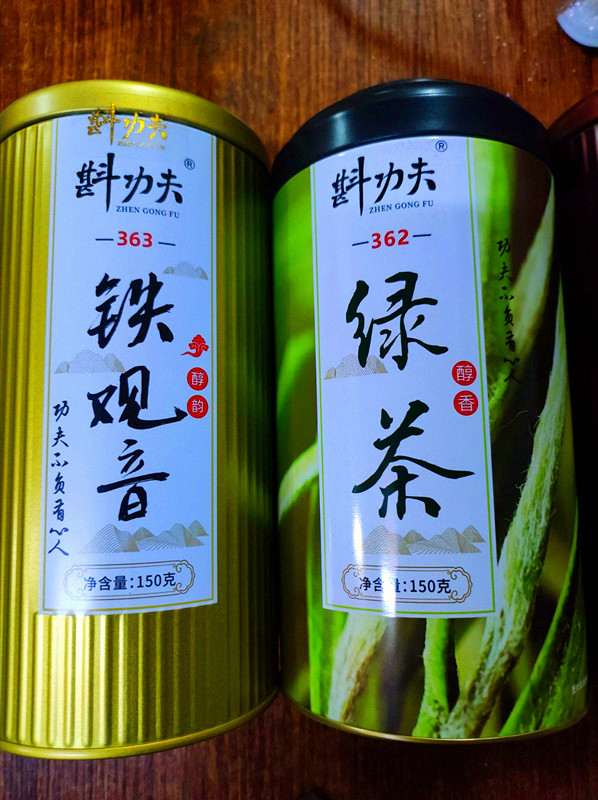 斟功夫
斟功夫®
ZHEN GONG FU
363
铁观音
醇韵
功夫不负有心人
净含量:150克
斟功夫®
ZHEN GONG FU
362
绿茶
醇香
功夫不负有心人
净含量:150克